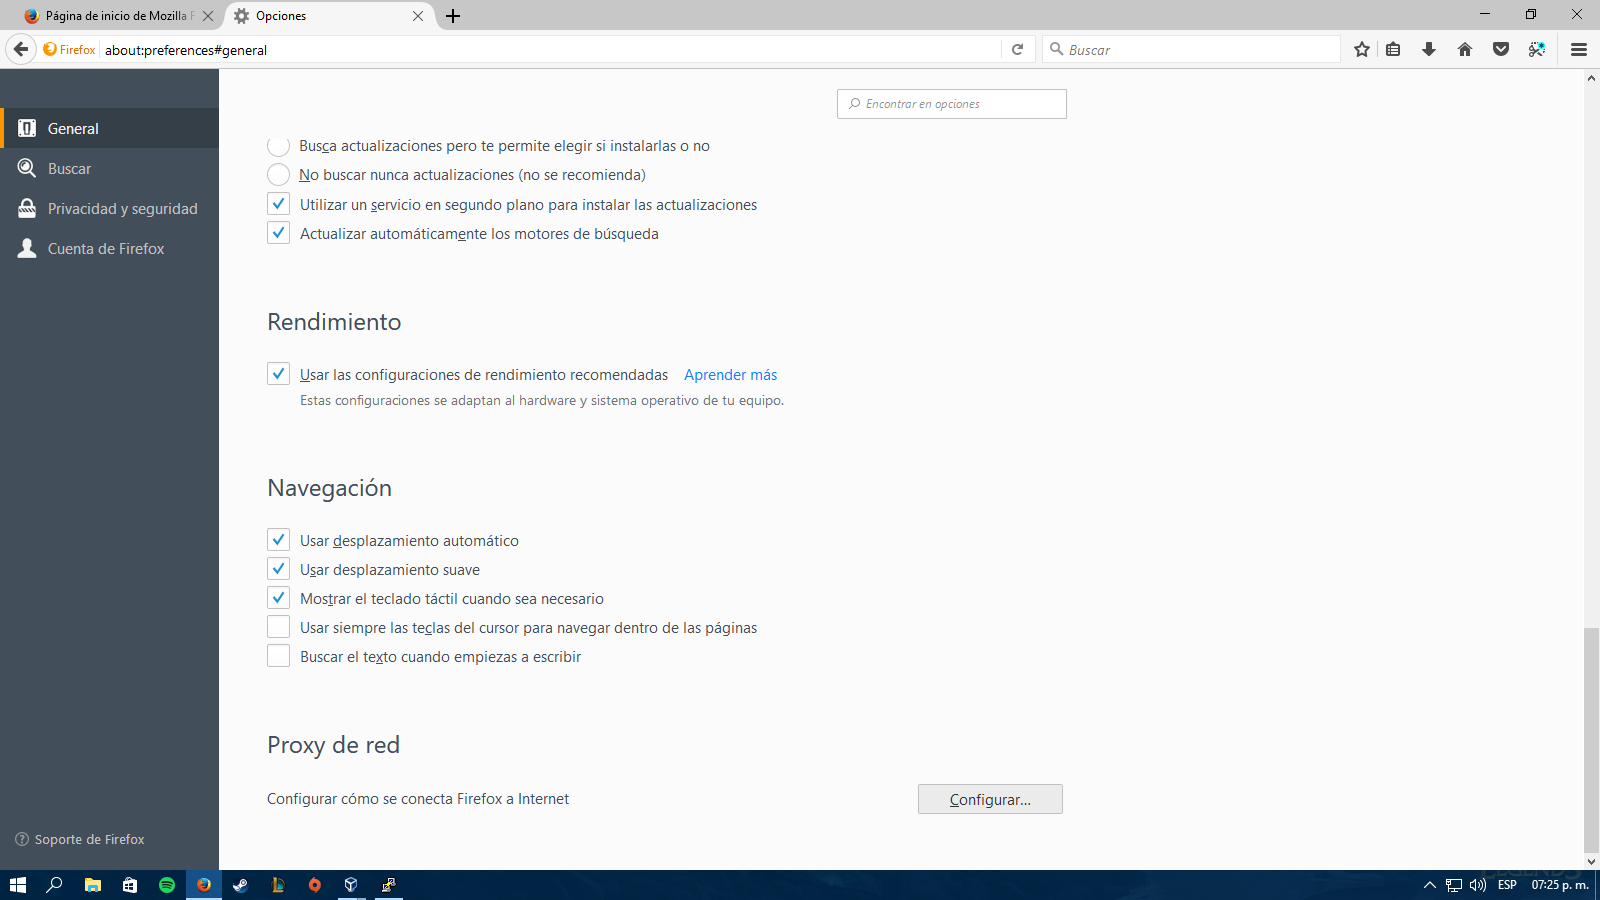 Página de inicio de Mozilla F
Opciones
Firefox
about:preferences#general
Buscar
General
Buscar
Privacidad y seguridad
Cuenta de Firefox
Soporte de Firefox
Encontrar en opciones
Busca actualizaciones pero te permite elegir si instalarlas o no
No buscar nunca actualizaciones (no se recomienda)
Utilizar un servicio en segundo plano para instalar las actualizaciones
Actualizar automáticamente los motores de búsqueda
Rendimiento
Usar las configuraciones de rendimiento recomendadas Aprender más
Estas configuraciones se adaptan al hardware y sistema operativo de tu equipo.
Navegación
Usar desplazamiento automático
Usar desplazamiento suave
Mostrar el teclado táctil cuando sea necesario
Usar siempre las teclas del cursor para navegar dentro de las páginas
Buscar el texto cuando empiezas a escribir
Proxy de red
Configurar cómo se conecta Firefox a Internet
Configurar...
ESP
07:25 p. m.